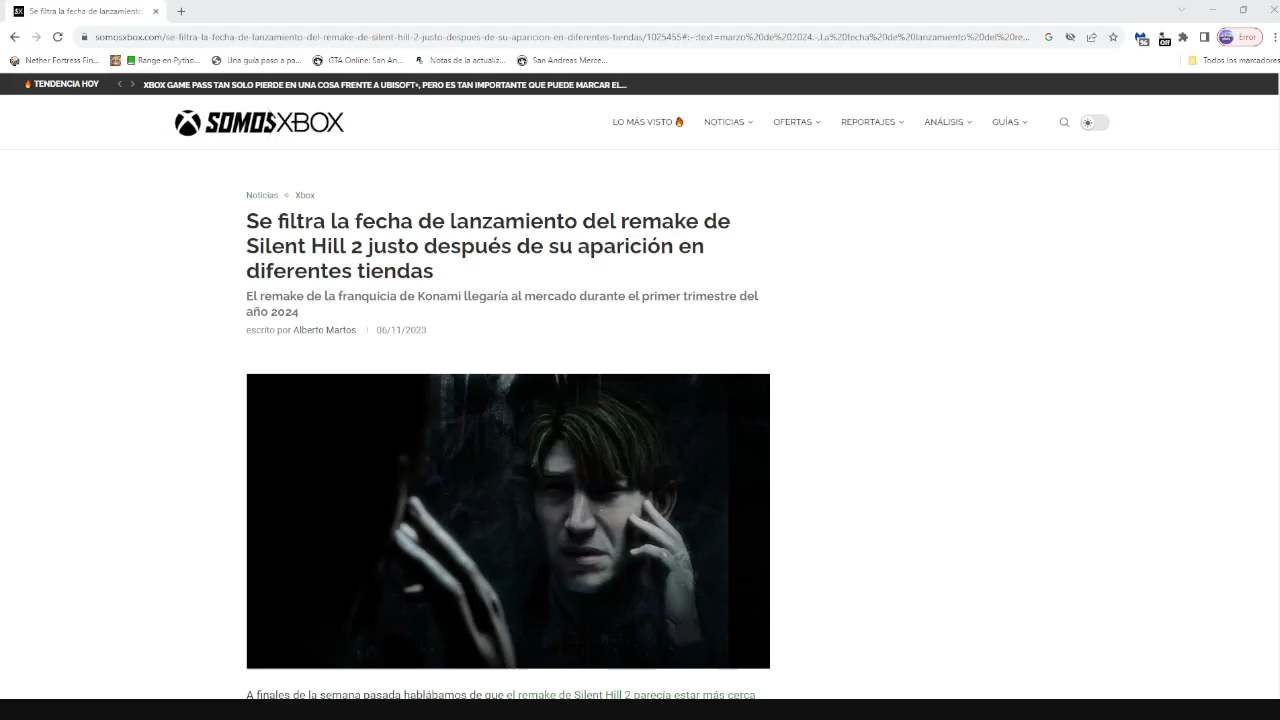 Se filtra la fecha de lanzamiento
somosxbox.com/se-filtra-la-fecha-de-lanzamiento-del-remake-de-silent-hill-2-justo-despues-de-su-aparicion-en-diferentes-tiendas/1025455#:~:text=marzo%20de%202024.-,La%20fecha%20de%20lanzamiento%20del%20re...
Off
Error
Nether Fortress Fin...
Range en Pytho...
Una guía paso a pa...
GTA Online: San An...
Notas de la actualiz...
San Andreas Merce...
Todos los marcadores
TENDENCIA HOY
XBOX GAME PASS TAN SOLO PIERDE EN UNA COSA FRENTE A UBISOFT+, PERO ES TAN IMPORTANTE QUE PUEDE MARCAR EL...
SOMOSXBOX
LO MÁS VISTO
NOTICIAS
OFERTAS
REPORTAJES
ANÁLISIS
GUÍAS
Noticias
Xbox
Se filtra la fecha de lanzamiento del remake de
Silent Hill 2 justo después de su aparición en
diferentes tiendas
El remake de la franquicia de Konami llegaría al mercado durante el primer trimestre del
año 2024
escrito por Alberto Martos | 06/11/2023
A finales de la semana pasada hablábamos de que el remake de Silent Hill 2 parecía estar más cerca